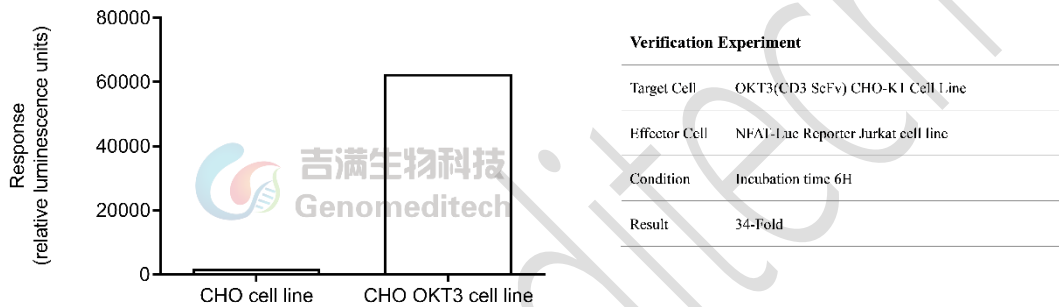 Response
(relative luminescence units)
80000
60000
40000
20000
0
CHO cell line
CHO OKT3 cell line
吉满生物科技
Genomeditech
Verification Experiment
Target Cell OKT3(CD3 ScFv) CHO-K1 Cell Line
Effector Cell NFAT-Luc Reporter Jurkat cell line
Condition Incubation time 6H
Result 34-Fold
ditech